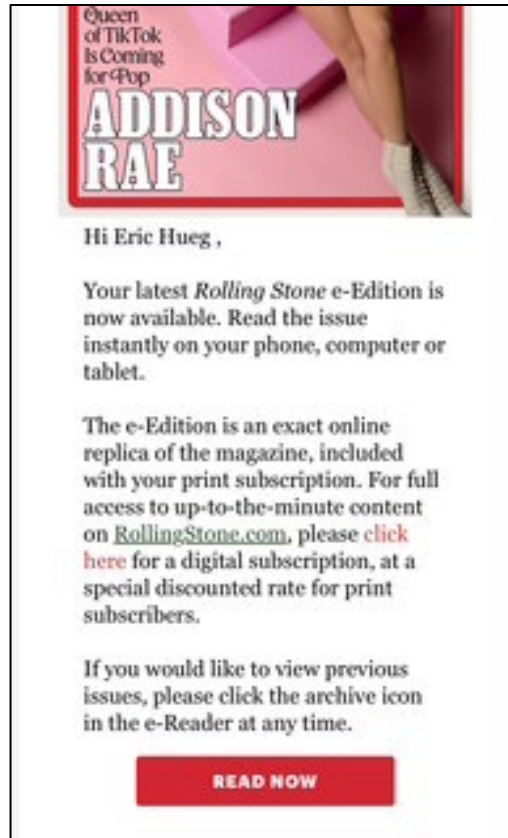 Queen
of TikTok
Is Coming
for Pop
ADDISON
RAE
Hi Eric Hueg ,
Your latest Rolling Stone e-Edition is
now available. Read the issue
instantly on your phone, computer or
tablet.
The e-Edition is an exact online
replica of the magazine, included
with your print subscription. For full
access to up-to-the-minute content
on RollingStone.com, please click
here for a digital subscription, at a
special discounted rate for print
subscribers.
If you would like to view previous
issues, please click the archive icon
in the e-Reader at any time.
READ NOW